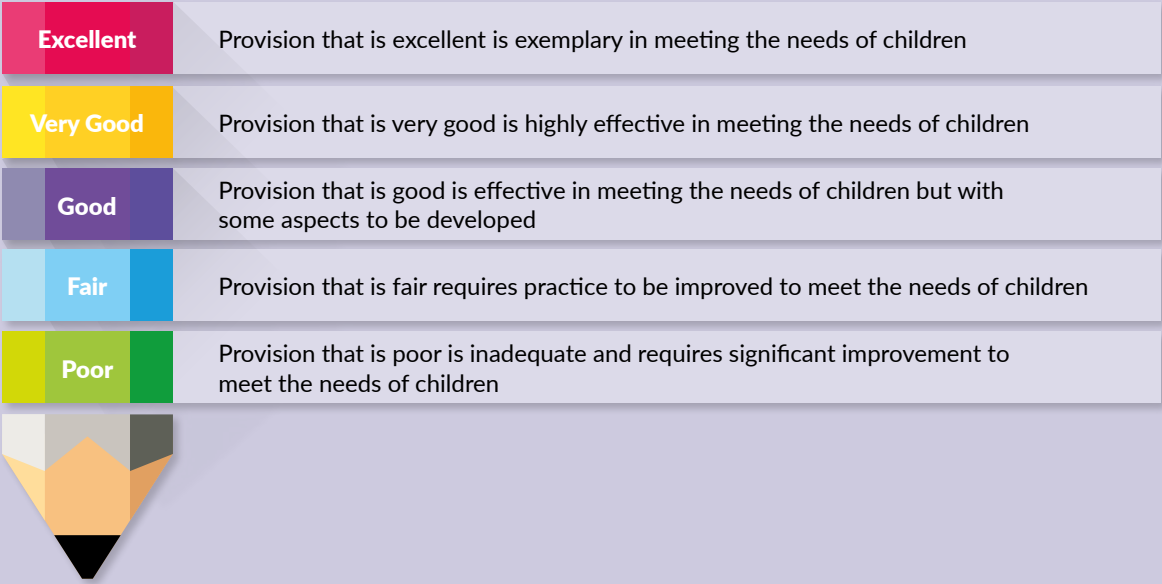 Excellent
Provision that is excellent is exemplary in meeting the needs of children
Very Good
Provision that is very good is highly effective in meeting the needs of children
Good
Provision that is good is effective in meeting the needs of children but with
some aspects to be developed
Fair
Provision that is fair requires practice to be improved to meet the needs of children
Poor
Provision that is poor is inadequate and requires significant improvement to
meet the needs of children